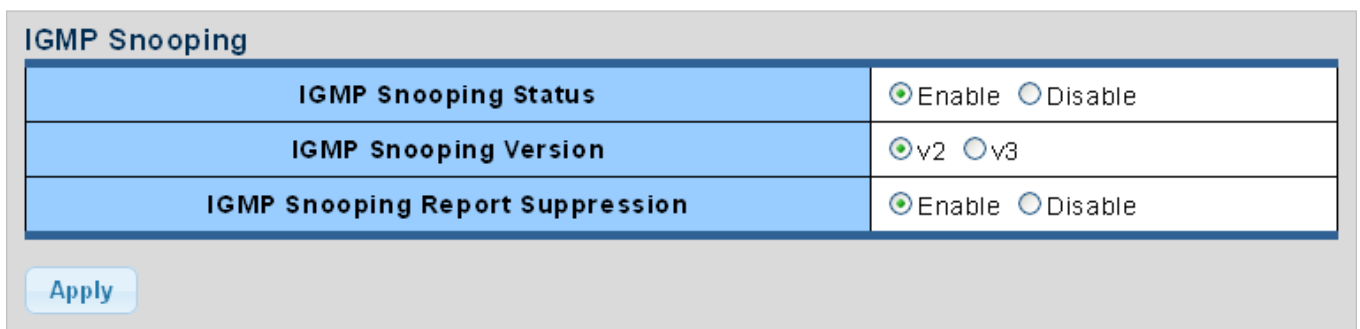 IGMP Snooping
IGMP Snooping Status Enable Disable
IGMP Snooping Version v2 v3
IGMP Snooping Report Suppression Enable Disable
Apply